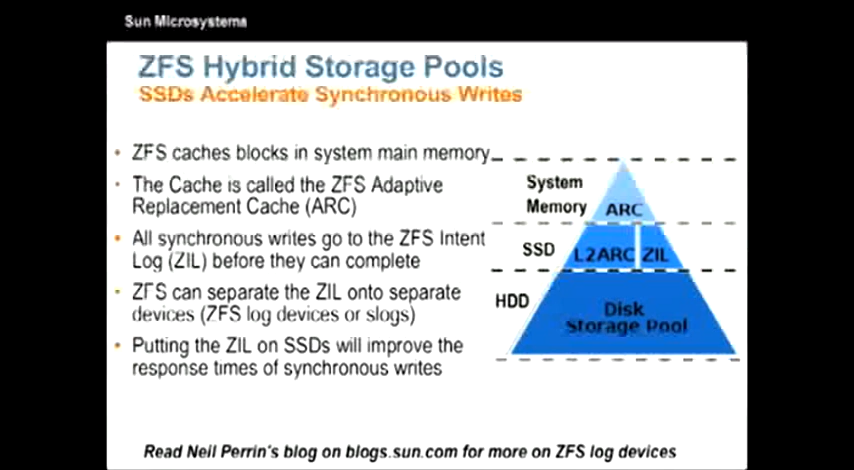 Sun Microsystems
ZFS Hybrid Storage Pools
SSDs Accelerate Synchronous Writes
• ZFS caches blocks in system main memory
• The Cache is called the ZFS Adaptive
Replacement Cache (ARC)
• All synchronous writes go to the ZFS Intent
Log (ZIL) before they can complete
• ZFS can separate the ZIL onto separate
devices (ZFS log devices or slogs)
• Putting the ZIL on SSDs will improve the
response times of synchronous writes
System
Memory
ARC
SSD
L2ARC
ZIL
HDD
Disk
Storage Pool
Read Neil Perrin's blog on blogs.sun.com for more on ZFS log devices